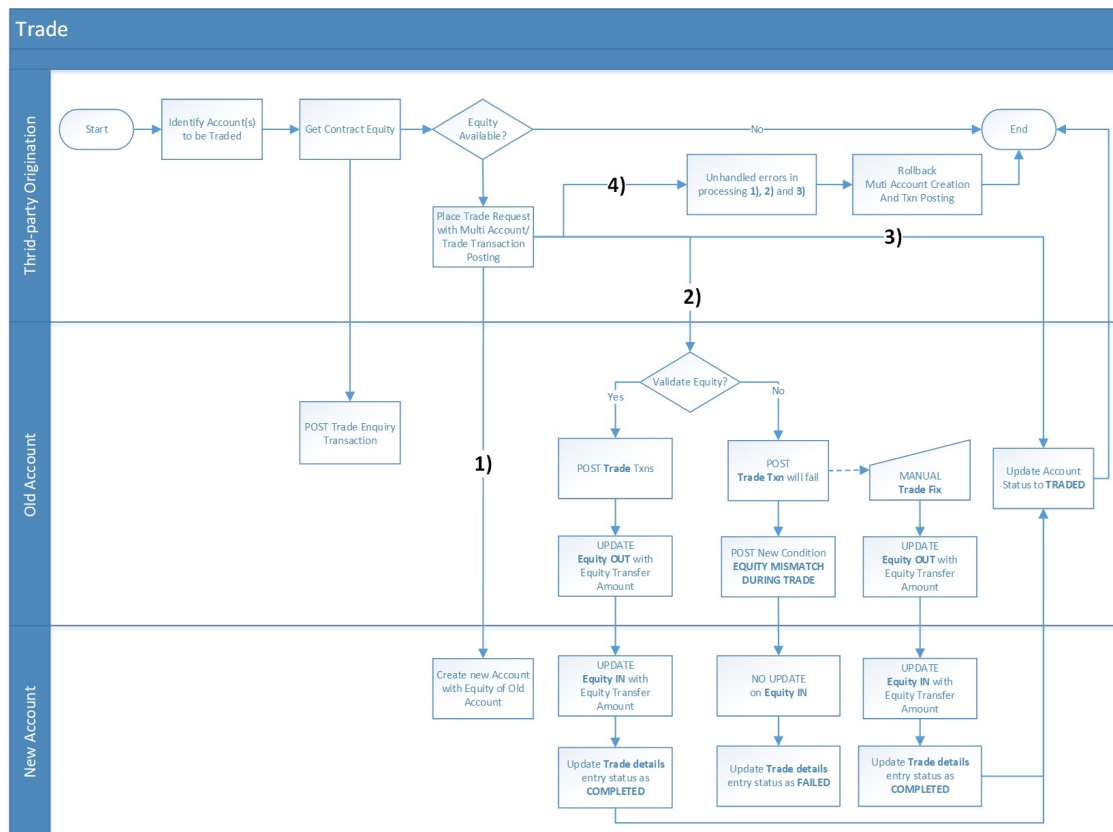 Trade
Thrid-party Origination
Start
Identify Account(s)
to be Traded
Get Contract Equity
Equity
Available?
No
End
4)
Unhandled errors in
processing 1), 2) and 3)
Rollback
Muti Account Creation
And Txn Posting
Place Trade Request
with Multi Account/
Trade Transaction
Posting
3)
2)
Old Account
Validate Equity?
Yes
No
POST Trade Enquiry
Transaction
1)
POST Trade Txns
POST
Trade Txn will fail
MANUAL
Trade Fix
Update Account
Status to TRADED
UPDATE
Equity OUT with
Equity Transfer
Amount
POST New Condition
EQUITY MISMATCH
DURING TRADE
UPDATE
Equity OUT with
Equity Transfer
Amount
New Account
Create new Account
with Equity of Old
Account
UPDATE
Equity IN with
Equity Transfer
Amount
NO UPDATE
on Equity IN
UPDATE
Equity IN with
Equity Transfer
Amount
Update Trade details
entry status as
COMPLETED
Update Trade details
entry status as FAILED
Update Trade details
entry status as
COMPLETED